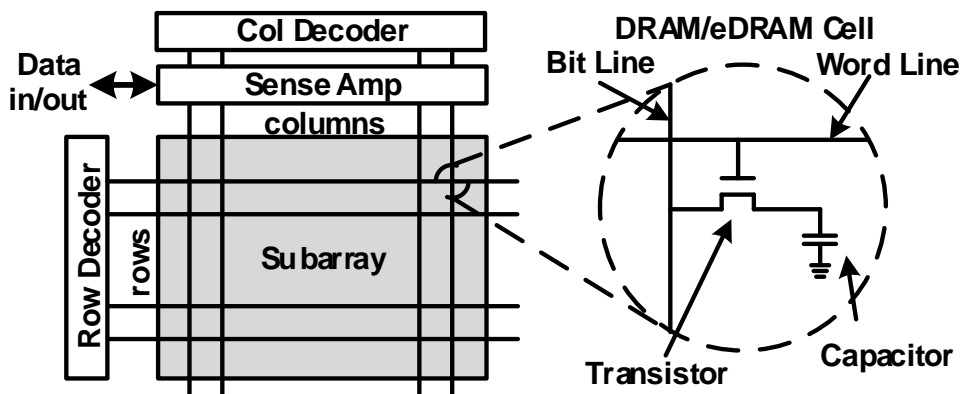 Col Decoder
Data
in/out
Sense Amp
columns
Row Decoder
rows
Subarray
DRAM/eDRAM Cell
Bit Line
Word Line
Transistor
Capacitor